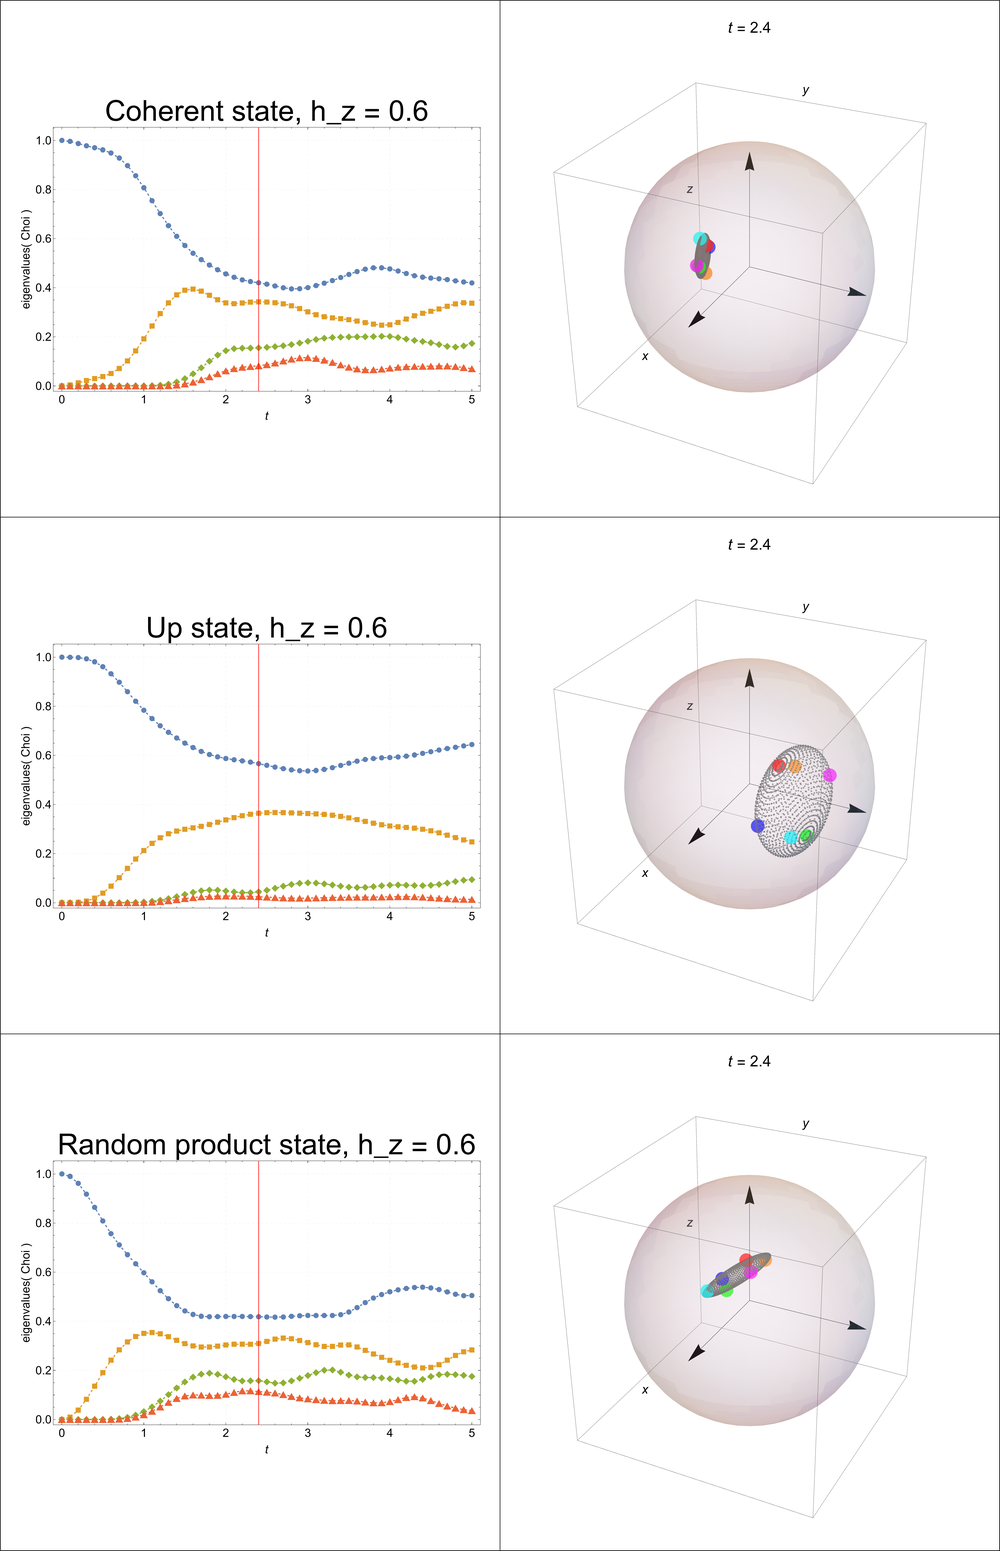 Coherent state, h_z = 0.6
eigenvalues( Choi )
1.0
0.8
0.6
0.4
0.2
0.0
0 1 2 3 4 5
t
t = 2.4
y
z
x
Up state, h_z = 0.6
eigenvalues( Choi )
1.0
0.8
0.6
0.4
0.2
0.0
0 1 2 3 4 5
t
t = 2.4
y
z
x
Random product state, h_z = 0.6
eigenvalues( Choi )
1.0
0.8
0.6
0.4
0.2
0.0
0 1 2 3 4 5
t
t = 2.4
y
z
x